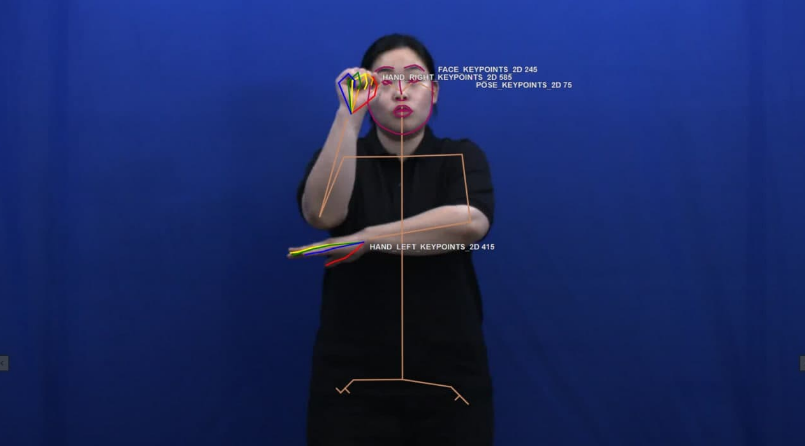 FACE_KEYPOINTS_2D 245
HAND_RIGHT_KEYPOINTS_2D 585
POSE_KEYPOINTS_2D 75
HAND_LEFT_KEYPOINTS_2D 415